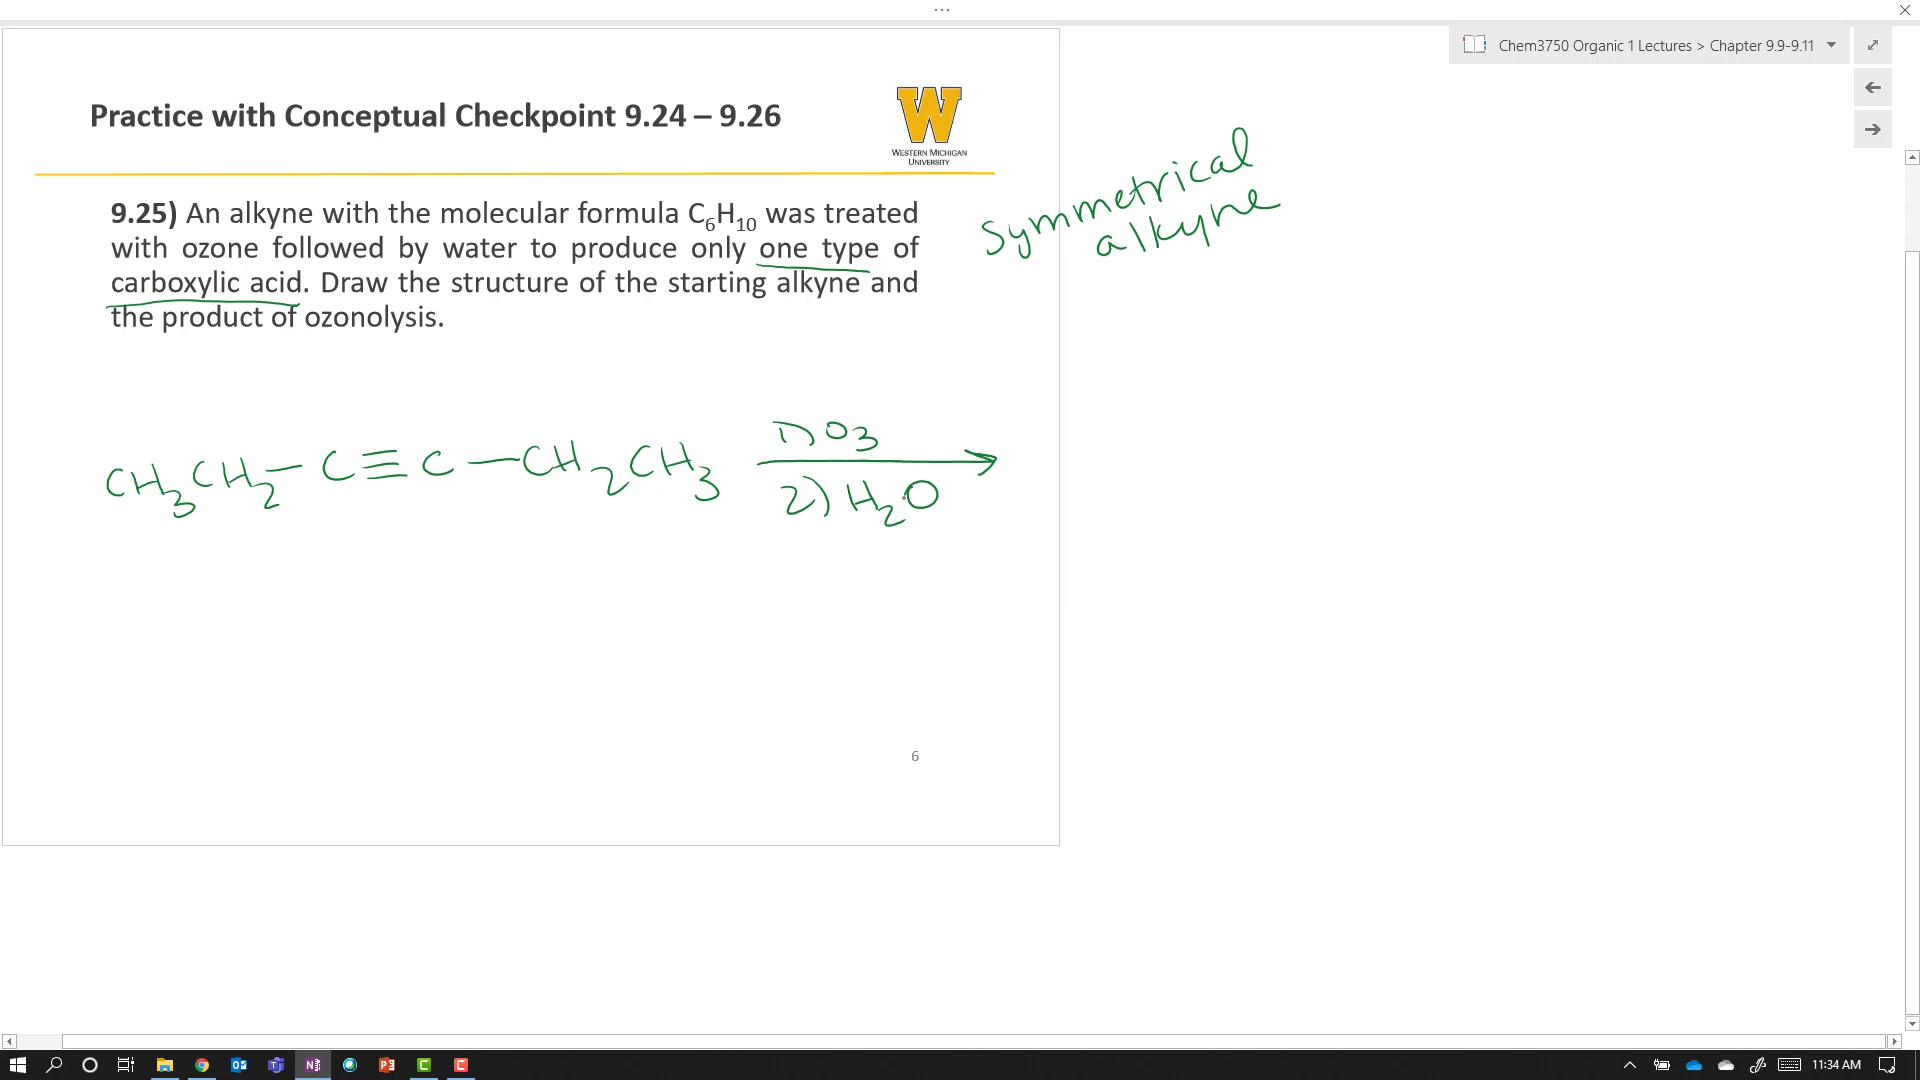 Chem3750 Organic 1 Lectures > Chapter 9.9-9.11
Practice with Conceptual Checkpoint 9.24 – 9.26
W
WESTERN MICHIGAN
UNIVERSITY
Symmetrical
alkyne
9.25) An alkyne with the molecular formula C₆H₁₀ was treated
with ozone followed by water to produce only one type of
carboxylic acid. Draw the structure of the starting alkyne and
the product of ozonolysis.
CH₃CH₂—C≡C—CH₂CH₃
1) O₃
2) H₂O
6
11:34 AM